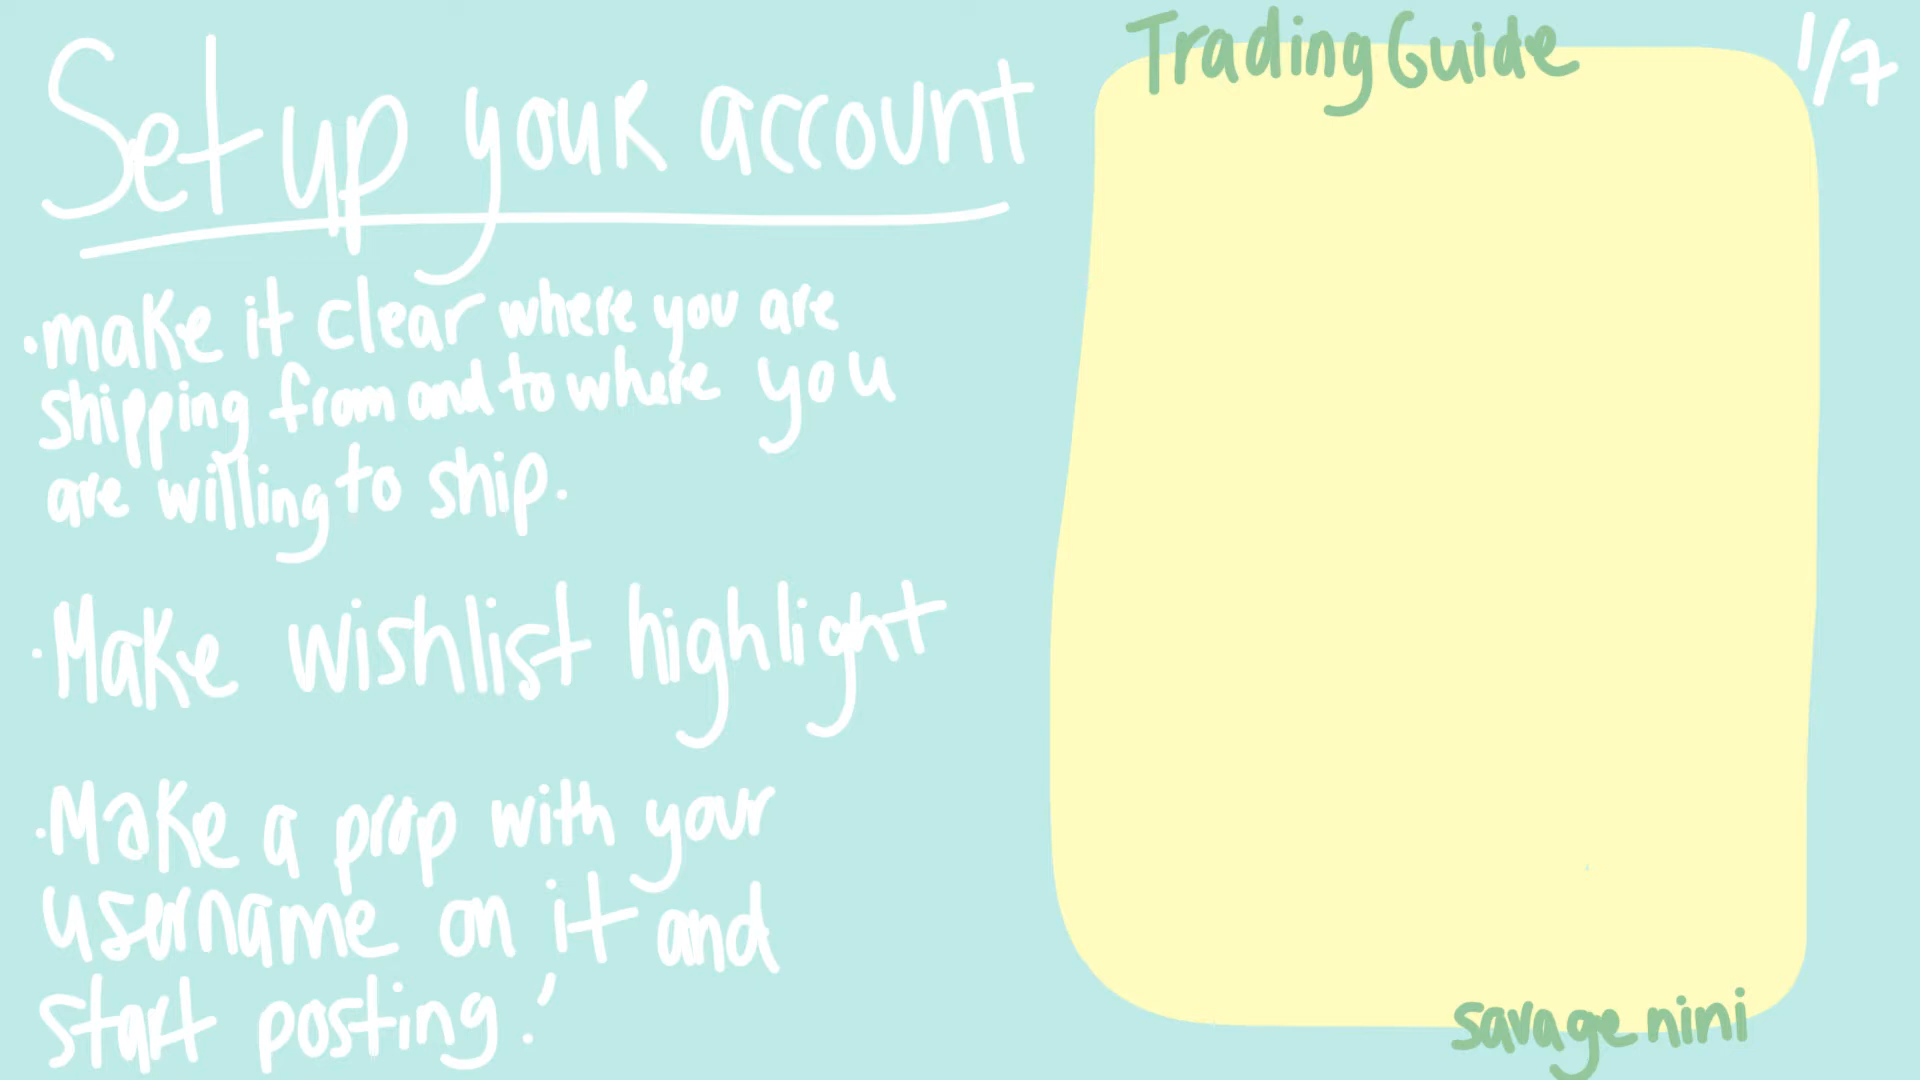 Trading Guide
1/7
Set up your account
·make it clear where you are
shipping from and to where you
are willing to ship.
·Make wishlist highlight
·Make a prop with your
username on it and
start posting!
savage nini